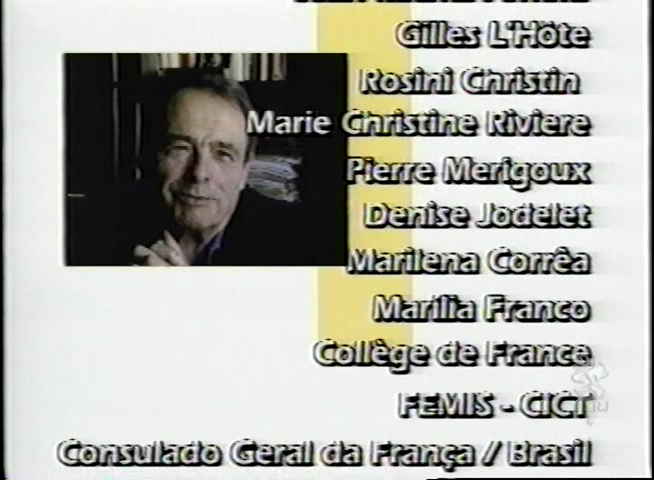 Gilles L'Hôte
Rosini Christin
Marie Christine Riviere
Pierre Merigoux
Denise Jodelet
Marilena Corrêa
Marília Franco
Collège de France
FEMIS - CICT
Consulado Geral da França / Brasil